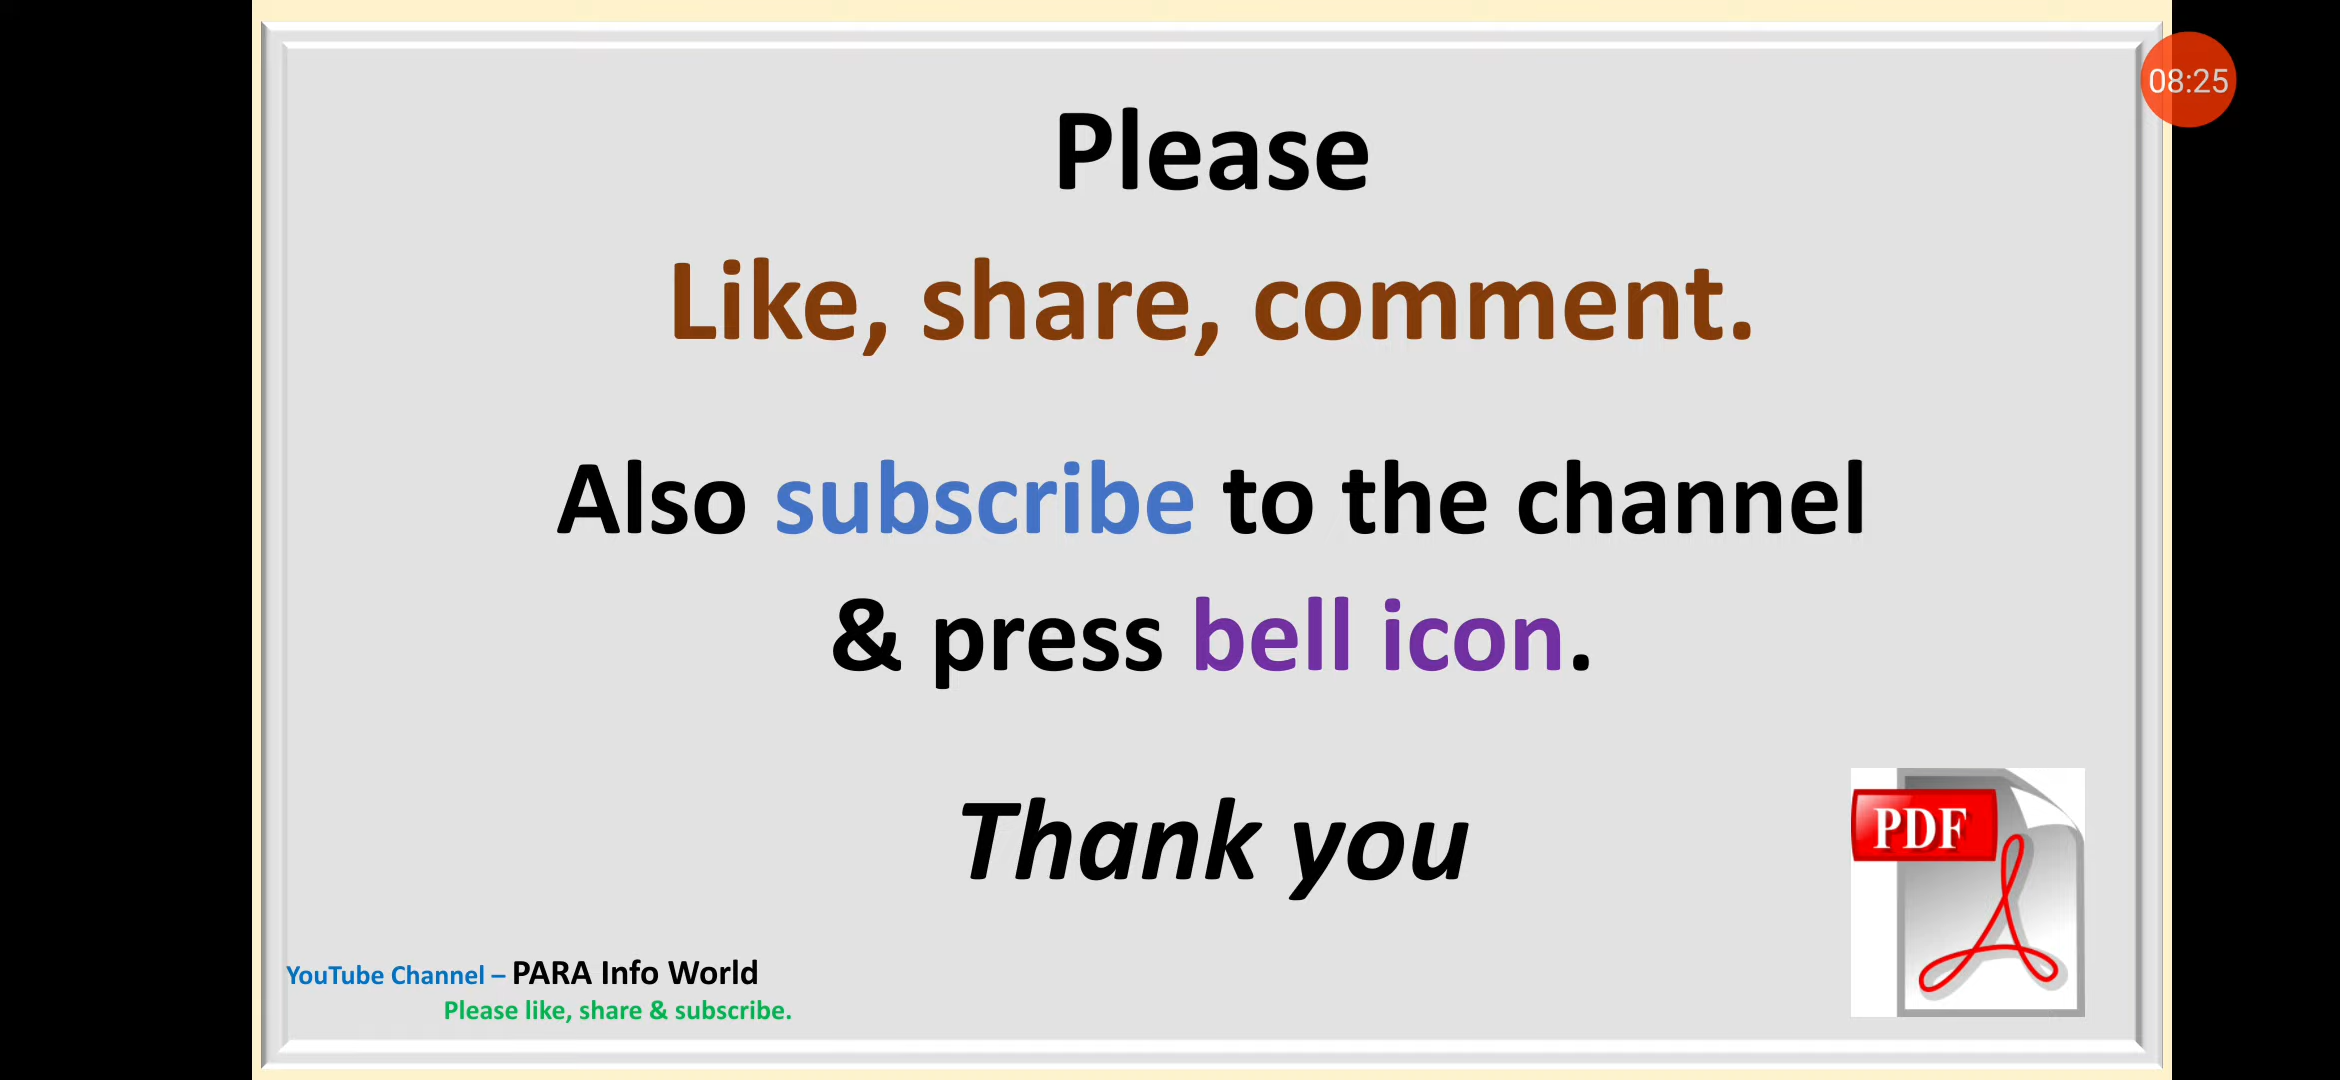 Please
08:25
Like, share, comment.
Also subscribe to the channel
& press bell icon.
Thank you
PDF
YouTube Channel – PARA Info World
Please like, share & subscribe.